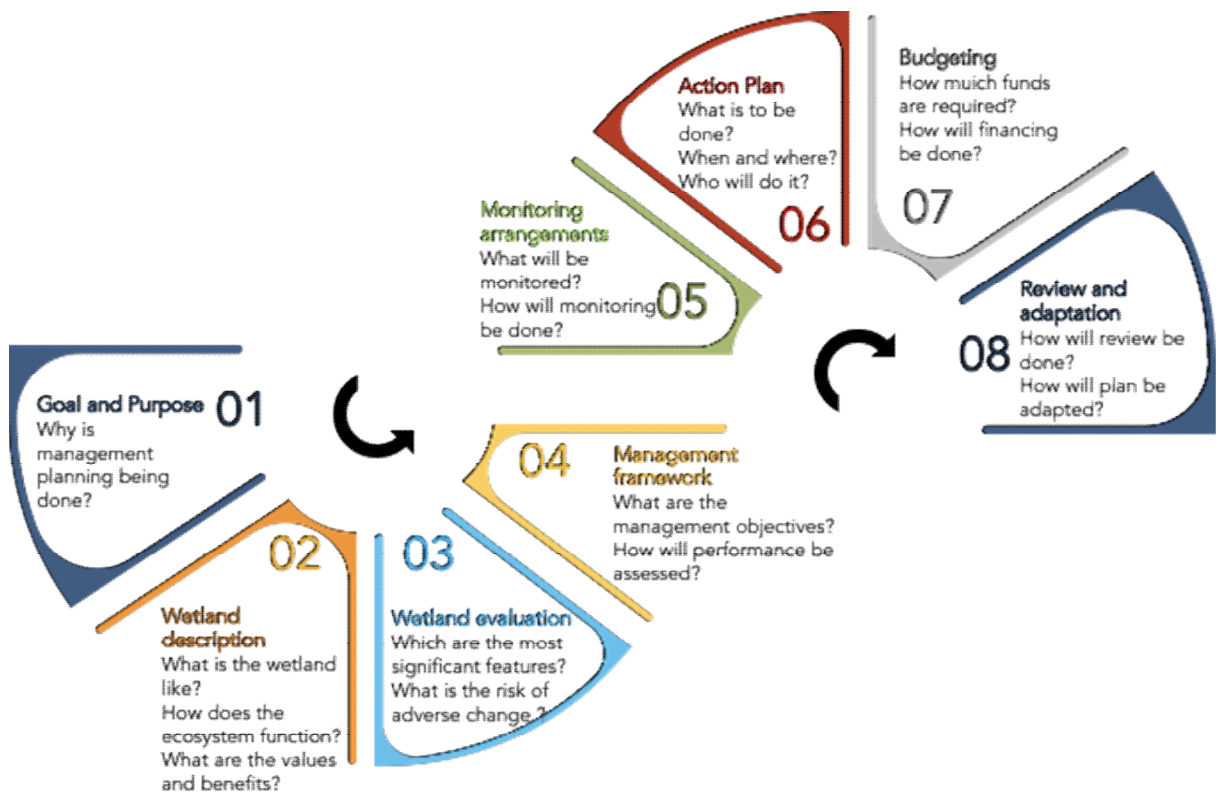 Goal and Purpose
01
Why is
management
planning being
done?
02
Wetland
description
What is the wetland
like?
How does the
ecosystem function?
What are the values
and benefits?
03
Wetland evaluation
Which are the most
significant features?
What is the risk of
adverse change ?
04
Management
framework
What are the
management objectives?
How will performance be
assessed?
Monitoring
arrangements
What will be
monitored?
How will monitoring
be done?
05
Action Plan
What is to be
done?
When and where?
Who will do it?
06
Budgeting
How muich funds
are required?
How will financing
be done?
07
Review and
adaptation
08
How will review be
done?
How will plan be
adapted?